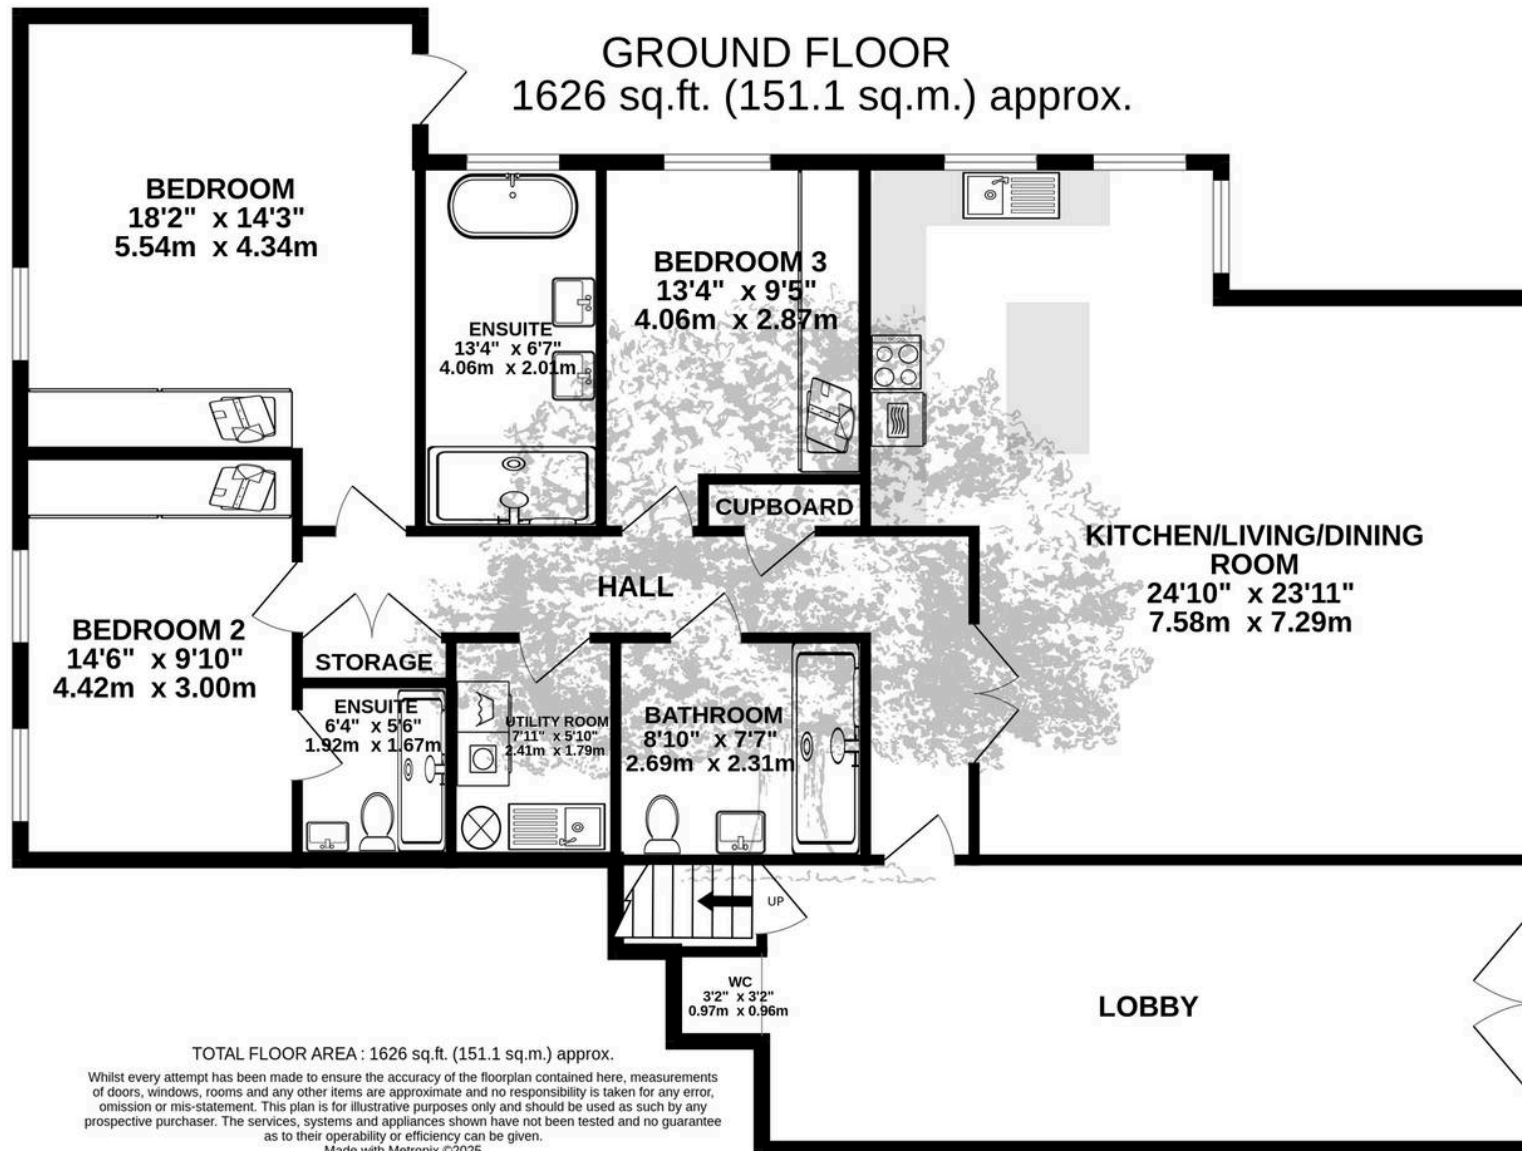 GROUND FLOOR
1626 sq.ft. (151.1 sq.m.) approx.
BEDROOM
18'2" x 14'3"
5.54m x 4.34m
ENSUITE
13'4" x 6'7"
4.06m x 2.01m
BEDROOM 3
13'4" x 9'5"
4.06m x 2.87m
CUPBOARD
KITCHEN/LIVING/DINING
ROOM
24'10" x 23'11"
7.58m x 7.29m
HALL
BEDROOM 2
14'6" x 9'10"
4.42m x 3.00m
STORAGE
ENSUITE
6'4" x 5'6"
1.92m x 1.67m
UTILITY ROOM
7'11" x 5'10"
2.41m x 1.79m
BATHROOM
8'10" x 7'7"
2.69m x 2.31m
UP
WC
3'2" x 3'2"
0.97m x 0.96m
LOBBY
TOTAL FLOOR AREA : 1626 sq.ft. (151.1 sq.m.) approx.
Whilst every attempt has been made to ensure the accuracy of the floorplan contained here, measurements
of doors, windows, rooms and any other items are approximate and no responsibility is taken for any error,
omission or mis-statement. This plan is for illustrative purposes only and should be used as such by any
prospective purchaser. The services, systems and appliances shown have not been tested and no guarantee
as to their operability or efficiency can be given.
Made with Metropix ©2025